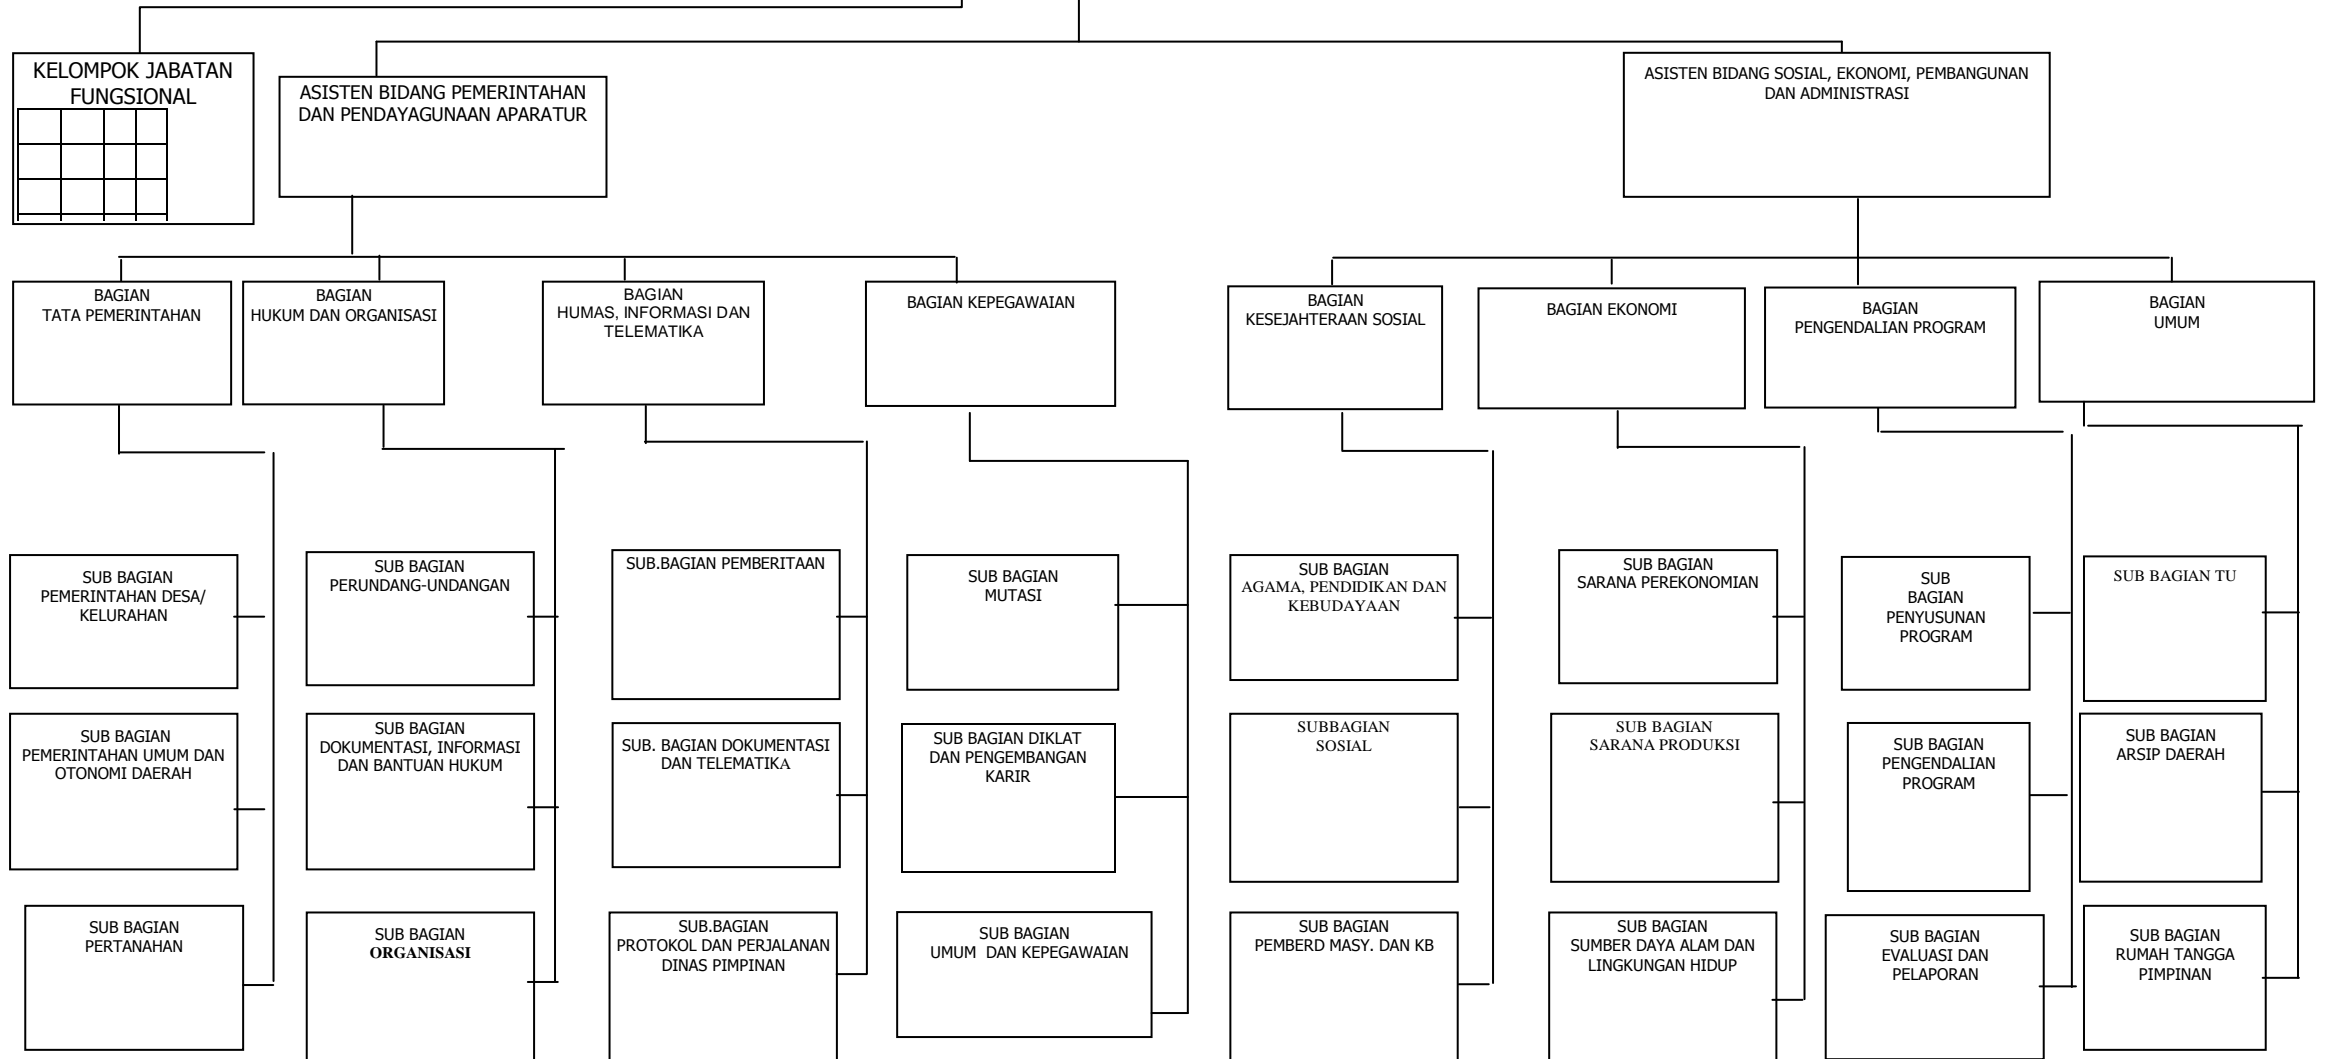 KELOMPOK JABATAN
FUNGSIONAL
ASISTEN BIDANG PEMERINTAHAN
DAN PENDAYAGUNAAN APARATUR
ASISTEN BIDANG SOSIAL, EKONOMI, PEMBANGUNAN
DAN ADMINISTRASI
BAGIAN
TATA PEMERINTAHAN
BAGIAN
HUKUM DAN ORGANISASI
BAGIAN
HUMAS, INFORMASI DAN
TELEMATIKA
BAGIAN KEPEGAWAIAN
BAGIAN
KESEJAHTERAAN SOSIAL
BAGIAN EKONOMI
BAGIAN
PENGENDALIAN PROGRAM
BAGIAN
UMUM
SUB BAGIAN
PEMERINTAHAN DESA/
KELURAHAN
SUB BAGIAN
PERUNDANG-UNDANGAN
SUB.BAGIAN PEMBERITAAN
SUB BAGIAN
MUTASI
SUB BAGIAN
AGAMA, PENDIDIKAN DAN
KEBUDAYAAN
SUB BAGIAN
SARANA PEREKONOMIAN
SUB
BAGIAN
PENYUSUNAN
PROGRAM
SUB BAGIAN TU
SUB BAGIAN
PEMERINTAHAN UMUM DAN
OTONOMI DAERAH
SUB BAGIAN
DOKUMENTASI, INFORMASI
DAN BANTUAN HUKUM
SUB. BAGIAN DOKUMENTASI
DAN TELEMATIKA
SUB BAGIAN DIKLAT
DAN PENGEMBANGAN
KARIR
SUBBAGIAN
SOSIAL
SUB BAGIAN
SARANA PRODUKSI
SUB BAGIAN
PENGENDALIAN
PROGRAM
SUB BAGIAN
ARSIP DAERAH
SUB BAGIAN
PERTANAHAN
SUB BAGIAN
ORGANISASI
SUB.BAGIAN
PROTOKOL DAN PERJALANAN
DINAS PIMPINAN
SUB BAGIAN
UMUM  DAN KEPEGAWAIAN
SUB BAGIAN
PEMBERD MASY. DAN KB
SUB BAGIAN
SUMBER DAYA ALAM DAN
LINGKUNGAN HIDUP
SUB BAGIAN
EVALUASI DAN
PELAPORAN
SUB BAGIAN
RUMAH TANGGA
PIMPINAN